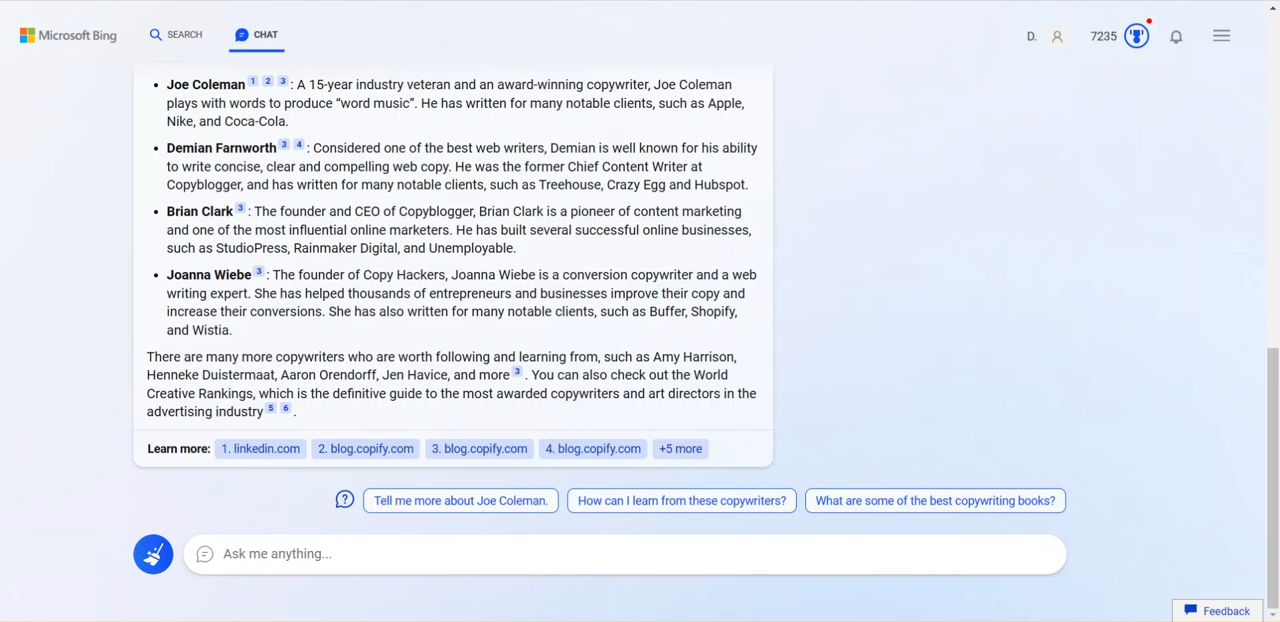 Microsoft Bing
SEARCH
CHAT
D.
7235
• Joe Coleman 1 2 3 : A 15-year industry veteran and an award-winning copywriter, Joe Coleman
plays with words to produce “word music”. He has written for many notable clients, such as Apple,
Nike, and Coca-Cola.
• Demian Farnworth 3 4 : Considered one of the best web writers, Demian is well known for his ability
to write concise, clear and compelling web copy. He was the former Chief Content Writer at
Copyblogger, and has written for many notable clients, such as Treehouse, Crazy Egg and Hubspot.
• Brian Clark 3 : The founder and CEO of Copyblogger, Brian Clark is a pioneer of content marketing
and one of the most influential online marketers. He has built several successful online businesses,
such as StudioPress, Rainmaker Digital, and Unemployable.
• Joanna Wiebe 3 : The founder of Copy Hackers, Joanna Wiebe is a conversion copywriter and a web
writing expert. She has helped thousands of entrepreneurs and businesses improve their copy and
increase their conversions. She has also written for many notable clients, such as Buffer, Shopify,
and Wistia.
There are many more copywriters who are worth following and learning from, such as Amy Harrison,
Henneke Duistermaat, Aaron Orendorff, Jen Havice, and more 3 . You can also check out the World
Creative Rankings, which is the definitive guide to the most awarded copywriters and art directors in the
advertising industry 5 6 .
Learn more: 1. linkedin.com 2. blog.copify.com 3. blog.copify.com 4. blog.copify.com +5 more
Tell me more about Joe Coleman. How can I learn from these copywriters? What are some of the best copywriting books?
Ask me anything...
Feedback